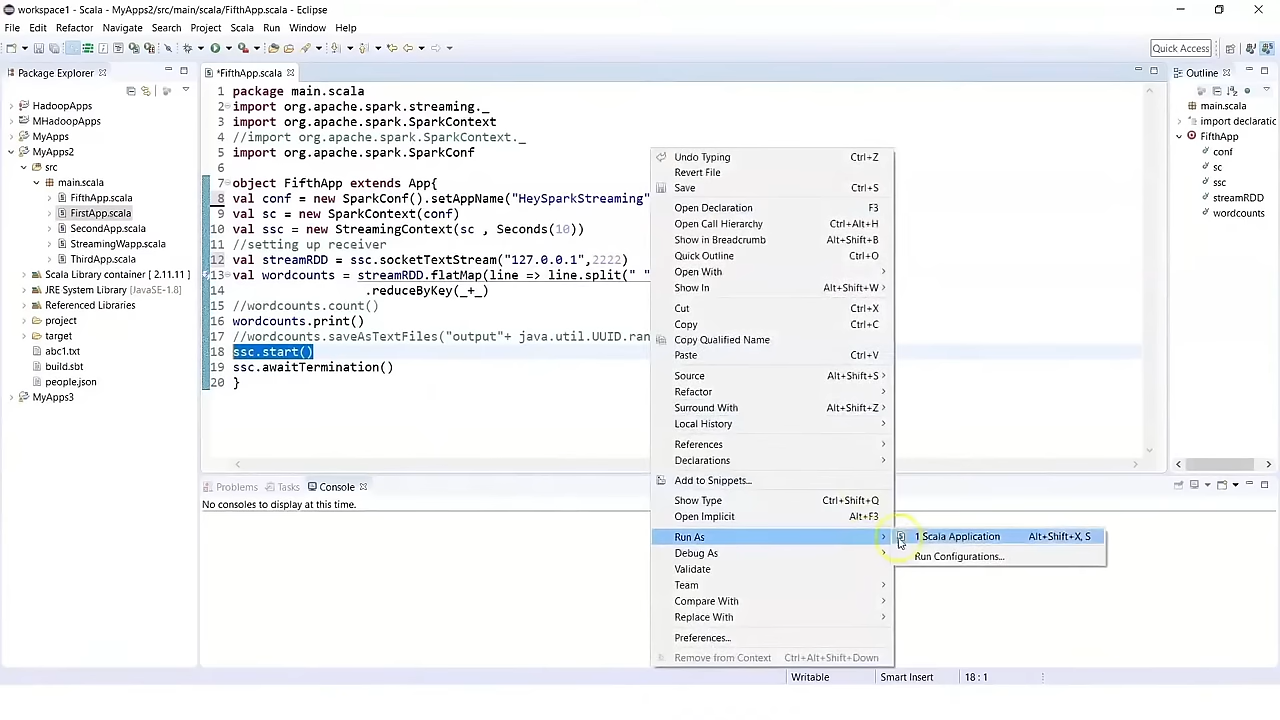 workspace1 - Scala - MyApps2/src/main/scala/FifthApp.scala - Eclipse
File Edit Refactor Navigate Search Project Scala Run Window Help
Quick Access
Package Explorer
HadoopApps
MHadoopApps
MyApps
MyApps2
src
main.scala
FifthApp.scala
FirstApp.scala
SecondApp.scala
StreamingWapp.scala
ThirdApp.scala
Scala Library container [ 2.11.11 ]
JRE System Library [JavaSE-1.8]
Referenced Libraries
project
target
abc1.txt
build.sbt
people.json
MyApps3
*FifthApp.scala
1 package main.scala
2 import org.apache.spark.streaming._
3 import org.apache.spark.SparkContext
4 //import org.apache.spark.SparkContext._
5 import org.apache.spark.SparkConf
6
7 object FifthApp extends App{
8 val conf = new SparkConf().setAppName("HeySparkStreaming"
9 val sc = new SparkContext(conf)
10 val ssc = new StreamingContext(sc , Seconds(10))
11 //setting up receiver
12 val streamRDD = ssc.socketTextStream("127.0.0.1",2222)
13 val wordcounts = streamRDD.flatMap(line => line.split(" "
14 .reduceByKey(_+_)
15 //wordcounts.count()
16 wordcounts.print()
17 //wordcounts.saveAsTextFiles("output"+ java.util.UUID.ran
18 ssc.start()
19 ssc.awaitTermination()
20 }
Undo Typing Ctrl+Z
Revert File
Save Ctrl+S
Open Declaration F3
Open Call Hierarchy Ctrl+Alt+H
Show in Breadcrumb Alt+Shift+B
Quick Outline Ctrl+O
Open With
Show In Alt+Shift+W
Cut Ctrl+X
Copy Ctrl+C
Copy Qualified Name
Paste Ctrl+V
Source Alt+Shift+S
Refactor
Surround With Alt+Shift+Z
Local History
References
Declarations
Add to Snippets...
Show Type Ctrl+Shift+Q
Open Implicit Alt+F3
Run As
Debug As
Validate
Team
Compare With
Replace With
Preferences...
Remove from Context Ctrl+Alt+Shift+Down
1 Scala Application Alt+Shift+X, S
Run Configurations...
Outline
main.scala
import declaratic
FifthApp
conf
sc
ssc
streamRDD
wordcounts
Problems Tasks Console
No consoles to display at this time.
Writable Smart Insert 18 : 1